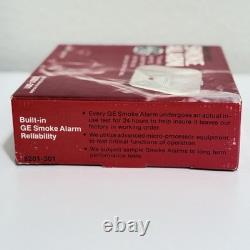 Built-in
GE Smoke Alarm
Reliability
8201-301
• Every GE Smoke Alarm undergoes an actual in-
use test for 24 hours to help insure it leaves our
factory in working order.
• We utilize advanced micro-processor equipment
to test critical functions of operation.
• We subject sample Smoke Alarms to long term
performance tests.